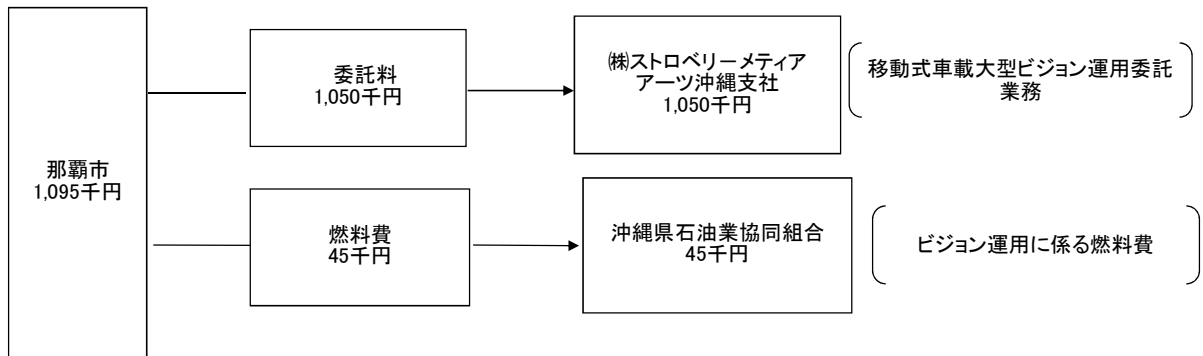 那覇市
1,095千円
委託料
1,050千円
㈱ストロベリーメティア
アーツ沖縄支社
1,050千円
移動式車載大型ビジョン運用委託
業務
燃料費
45千円
沖縄県石油業協同組合
45千円
ビジョン運用に係る燃料費